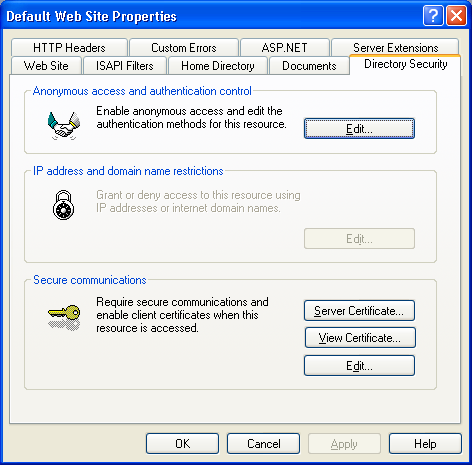 Default Web Site Properties
HTTP Headers Custom Errors ASP.NET Server Extensions
Web Site ISAPI Filters Home Directory Documents Directory Security
Anonymous access and authentication control
Enable anonymous access and edit the
authentication methods for this resource.
Edit...
IP address and domain name restrictions
Grant or deny access to this resource using
IP addresses or internet domain names.
Edit...
Secure communications
Require secure communications and
enable client certificates when this
resource is accessed.
Server Certificate...
View Certificate...
Edit...
OK Cancel Apply Help